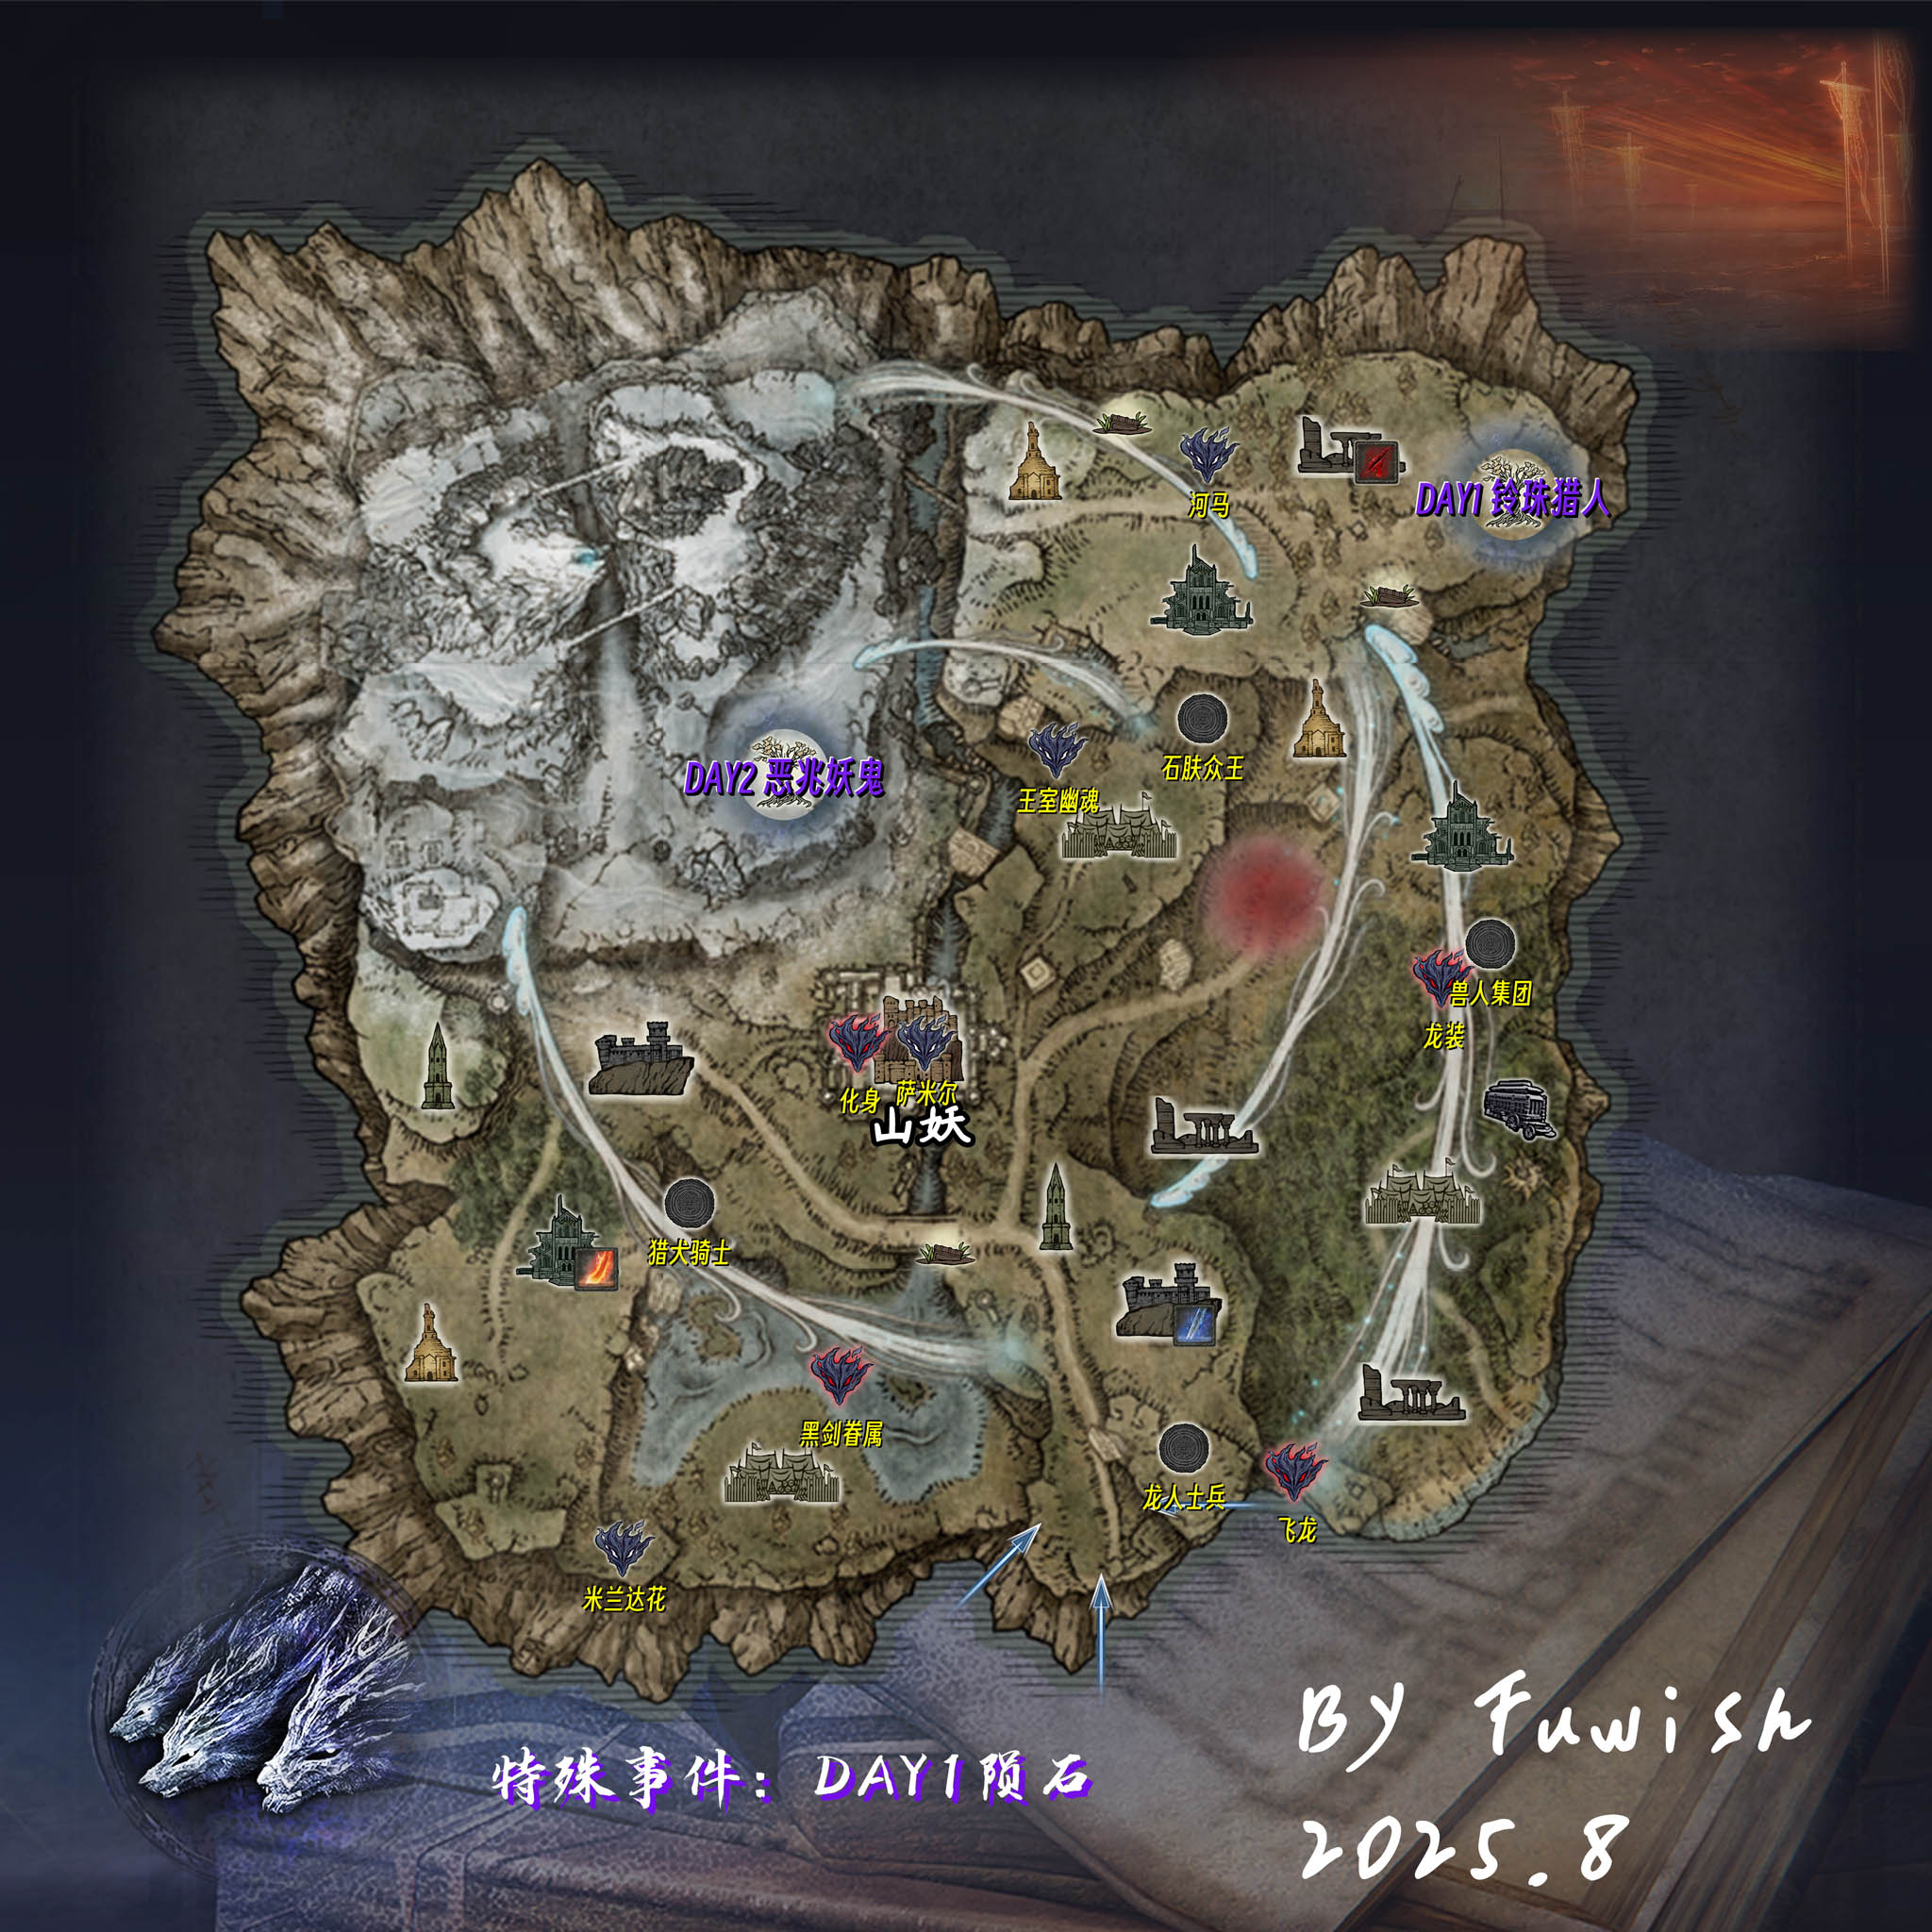 河马
DAY1 铃珠猎人
石肤众王
DAY2 恶兆妖鬼
王室幽魂
兽人集团
龙装
化身
萨米尔
山妖
猎犬骑士
黑剑眷属
龙人士兵
飞龙
米兰达花
By Fuwish
特殊事件：DAY1陨石
2025.8